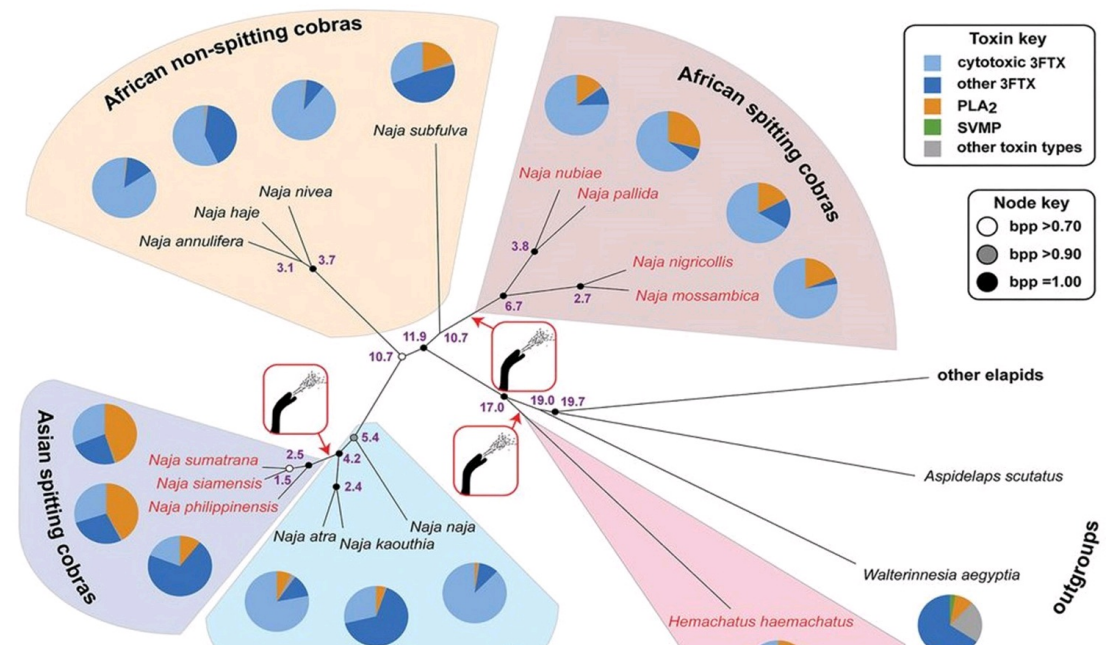 African non-spitting cobras
African spitting cobras
Toxin key
cytotoxic 3FTX
other 3FTX
PLA2
SVMP
other toxin types
Node key
bpp >0.70
bpp >0.90
bpp =1.00
Naja subfulva
Naja nivea
Naja haje
Naja annulifera
3.1
3.7
Naja nubiae
Naja pallida
3.8
Naja nigricollis
Naja mossambica
6.7
2.7
11.9
10.7
10.7
17.0
19.0
19.7
other elapids
Aspidelaps scutatus
Walterinnesia aegyptia
outgroups
Hemachatus haemachatus
Asian spitting cobras
Naja sumatrana
Naja siamensis
Naja philippinensis
2.5
1.5
5.4
4.2
2.4
Naja naja
Naja atra
Naja kaouthia